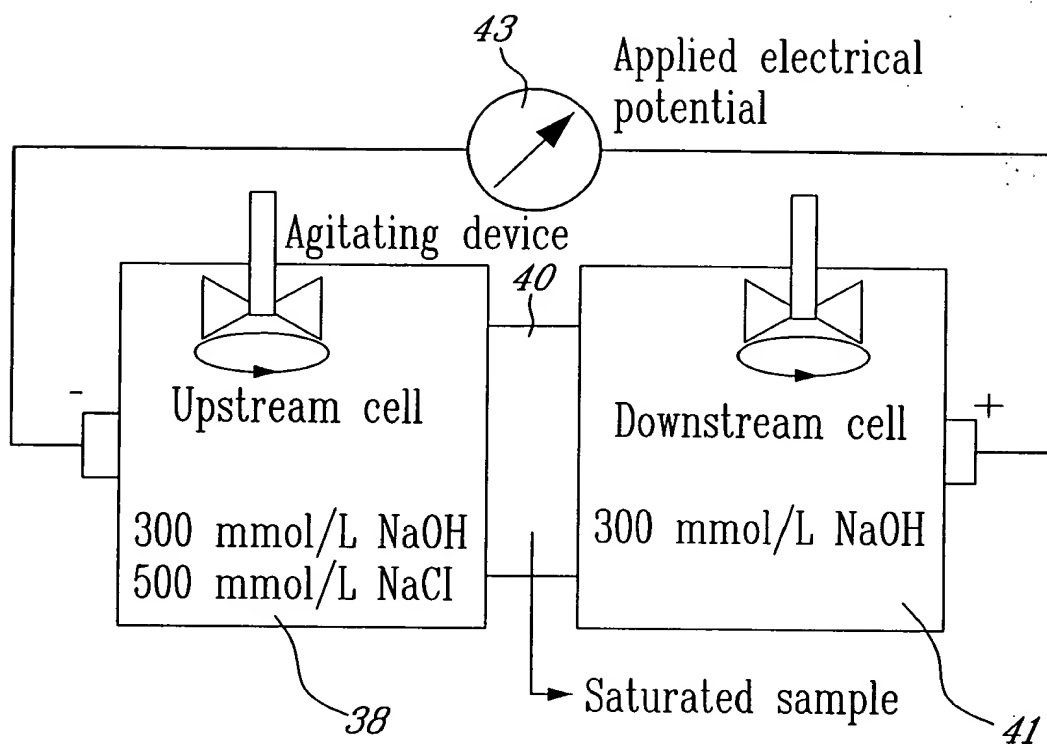 43
Applied electrical
potential
Agitating device
40
-
Upstream cell
Downstream cell
+
300 mmol/L NaOH
500 mmol/L NaCl
300 mmol/L NaOH
Saturated sample
38
41